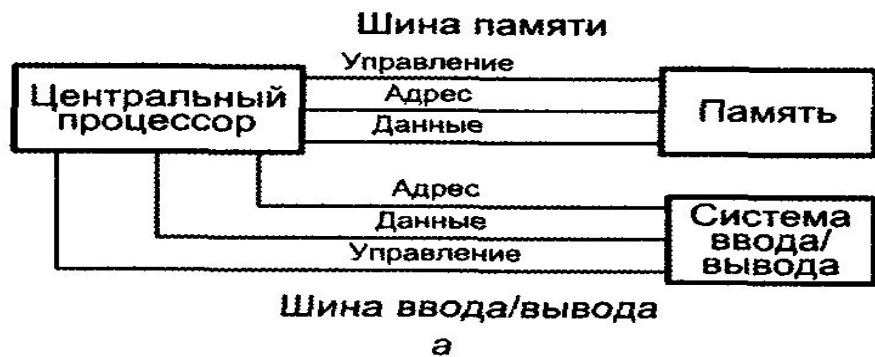 Шина памяти
Управление
Адрес
Данные
Центральный
процессор
Память
Адрес
Данные
Управление
Система
ввода/
вывода
Шина ввода/вывода
а